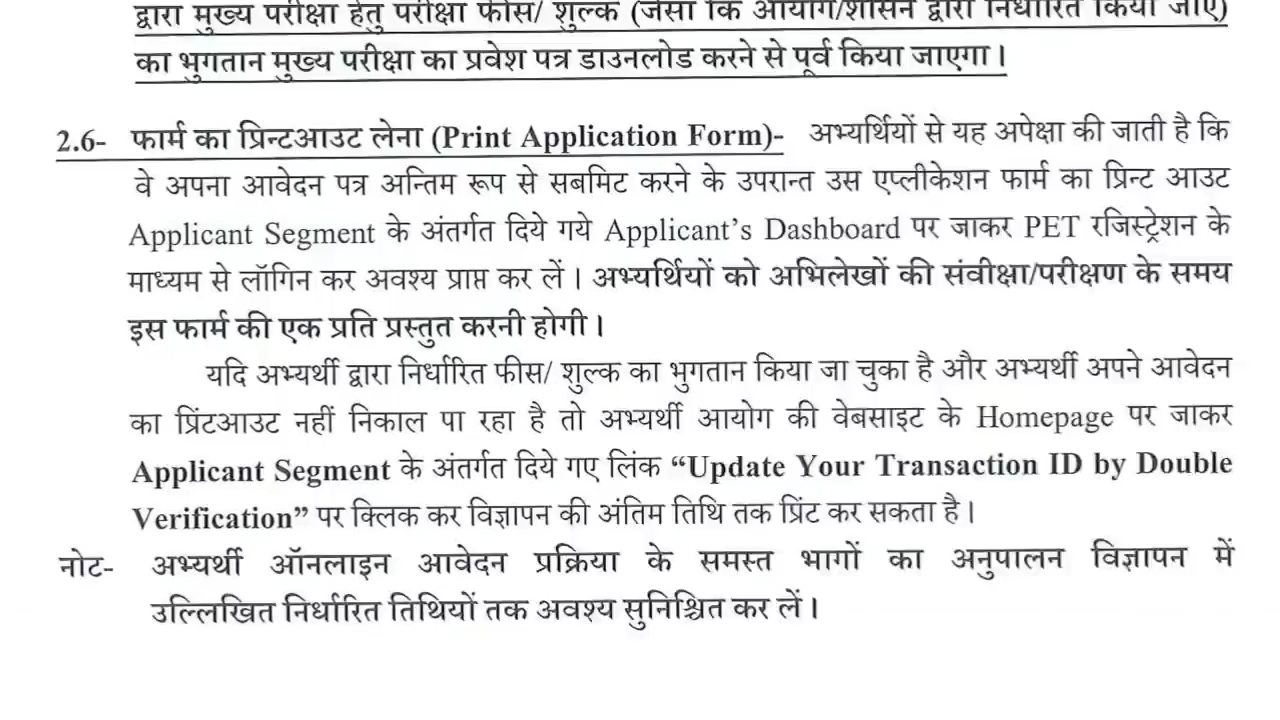 द्वारा मुख्य परीक्षा हेतु परीक्षा फीस/ शुल्क (जैसा कि आयोग/शासन द्वारा निर्धारित किया जाए)
का भुगतान मुख्य परीक्षा का प्रवेश पत्र डाउनलोड करने से पूर्व किया जाएगा।
2.6- फार्म का प्रिन्टआउट लेना (Print Application Form)- अभ्यर्थियों से यह अपेक्षा की जाती है कि
वे अपना आवेदन पत्र अन्तिम रूप से सबमिट करने के उपरान्त उस एप्लीकेशन फार्म का प्रिन्ट आउट
Applicant Segment के अंतर्गत दिये गये Applicant's Dashboard पर जाकर PET रजिस्ट्रेशन के
माध्यम से लॉगिन कर अवश्य प्राप्त कर लें। अभ्यर्थियों को अभिलेखों की संवीक्षा/परीक्षण के समय
इस फार्म की एक प्रति प्रस्तुत करनी होगी।
यदि अभ्यर्थी द्वारा निर्धारित फीस/ शुल्क का भुगतान किया जा चुका है और अभ्यर्थी अपने आवेदन
का प्रिंटआउट नहीं निकाल पा रहा है तो अभ्यर्थी आयोग की वेबसाइट के Homepage पर जाकर
Applicant Segment के अंतर्गत दिये गए लिंक “Update Your Transaction ID by Double
Verification” पर क्लिक कर विज्ञापन की अंतिम तिथि तक प्रिंट कर सकता है।
नोट- अभ्यर्थी ऑनलाइन आवेदन प्रक्रिया के समस्त भागों का अनुपालन विज्ञापन में
उल्लिखित निर्धारित तिथियों तक अवश्य सुनिश्चित कर लें।